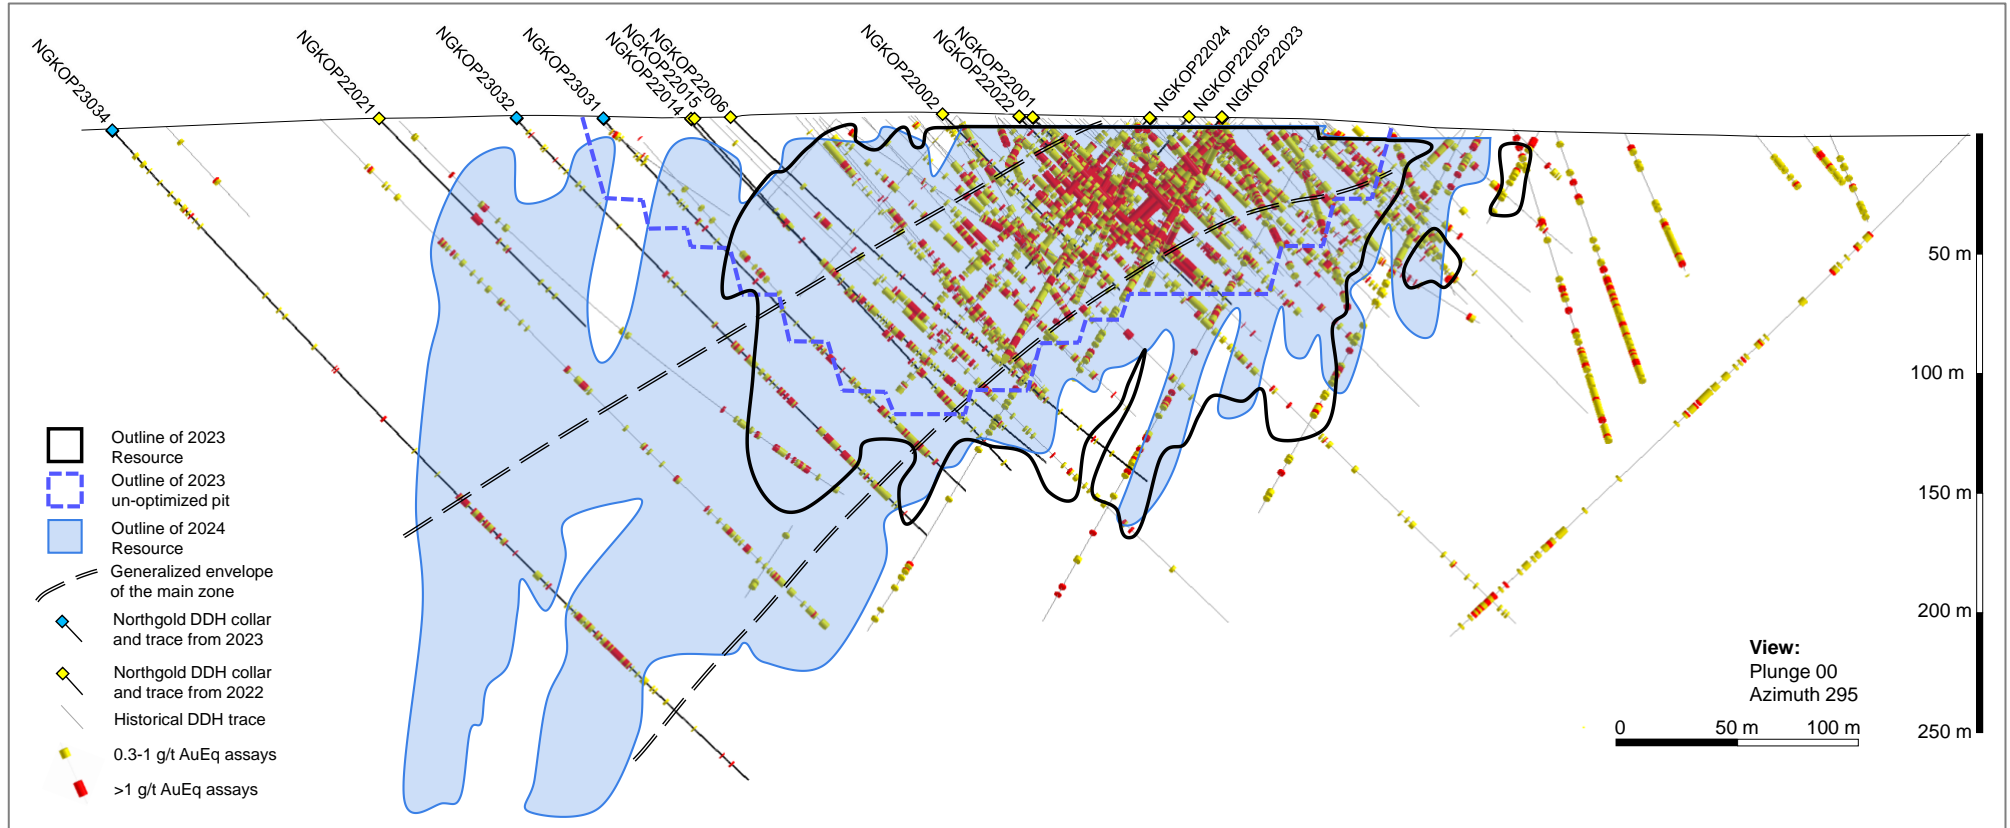 NGKOP23034
NGKOP22021
NGKOP23032
NGKOP23031
NGKOP22014
NGKOP22015
NGKOP22006
NGKOP22002
NGKOP22022
NGKOP22001
NGKOP22024
NGKOP22025
NGKOP22023
50 m
100 m
150 m
200 m
250 m
Outline of 2023
Resource
Outline of 2023
un-optimized pit
Outline of 2024
Resource
Generalized envelope
of the main zone
Northgold DDH collar
and trace from 2023
Northgold DDH collar
and trace from 2022
Historical DDH trace
0.3-1 g/t AuEq assays
>1 g/t AuEq assays
View:
Plunge 00
Azimuth 295
0 50 m 100 m